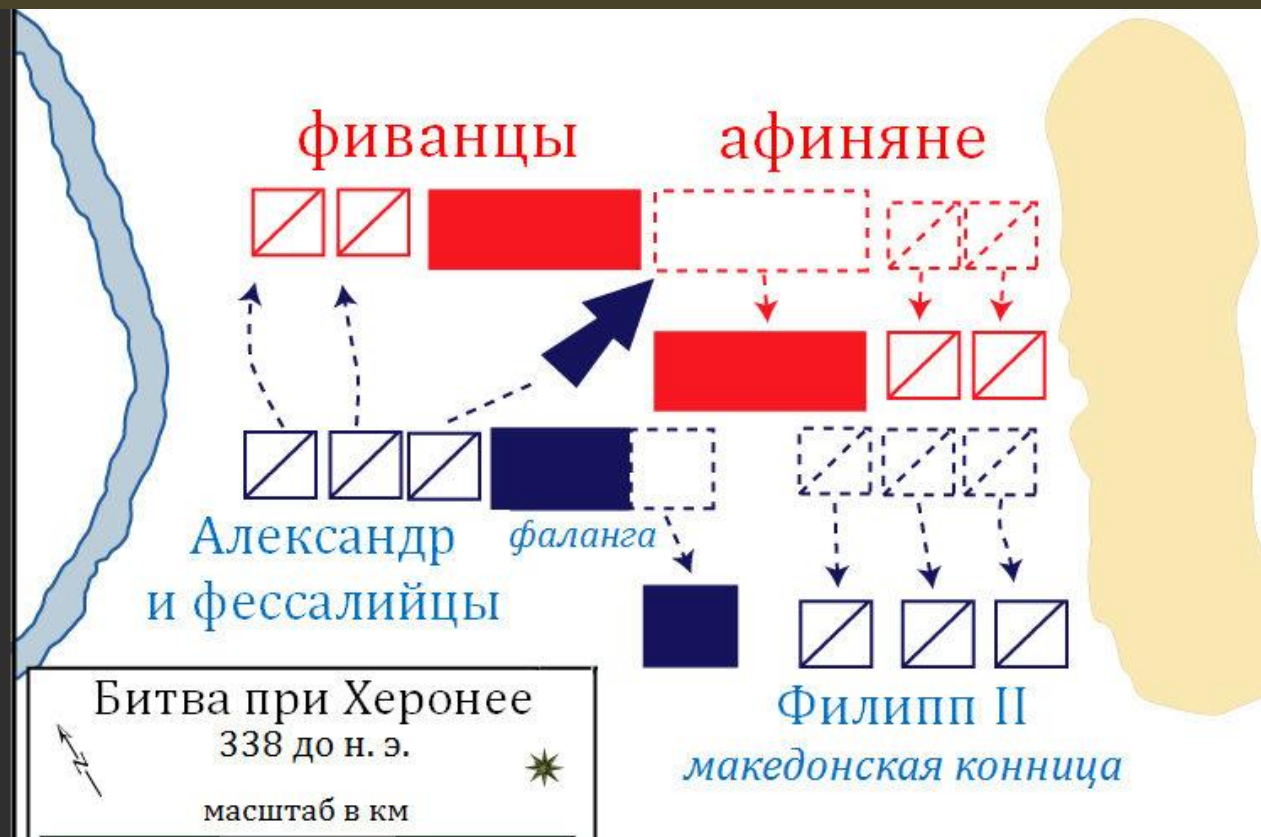 фиванцы
афиняне
Александр
и фессалийцы
фаланга
Филипп II
македонская конница
Битва при Херонее
338 до н. э.
N
масштаб в км